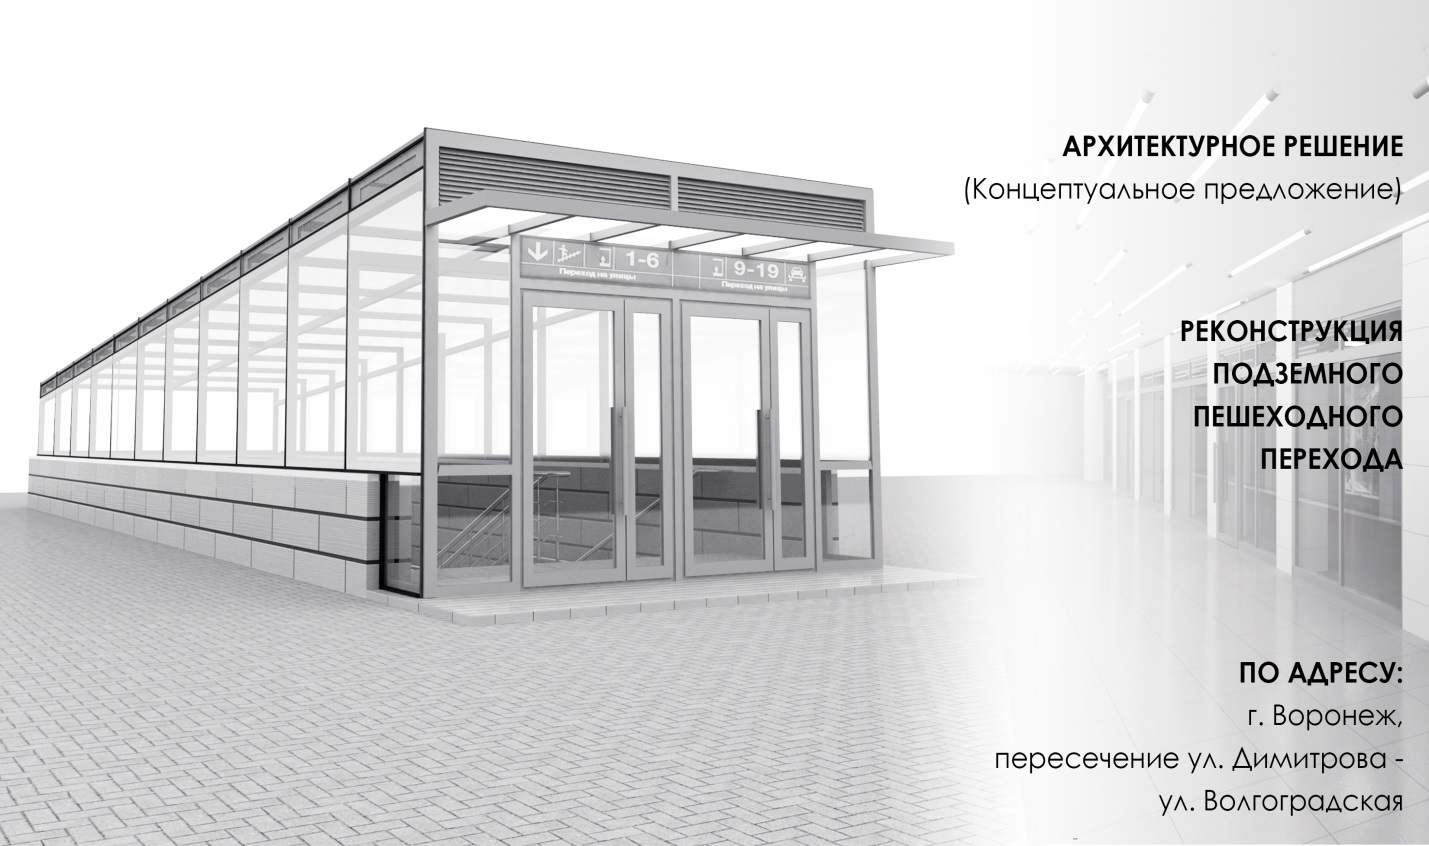 АРХИТЕКТУРНОЕ РЕШЕНИЕ
(Концептуальное предложение)
1-6
9-19
Переход на улицы
Переход на улицы
РЕКОНСТРУКЦИЯ
ПОДЗЕМНОГО
ПЕШЕХОДНОГО
ПЕРЕХОДА
ПО АДРЕСУ:
г. Воронеж,
пересечение ул. Димитрова -
ул. Волгоградская